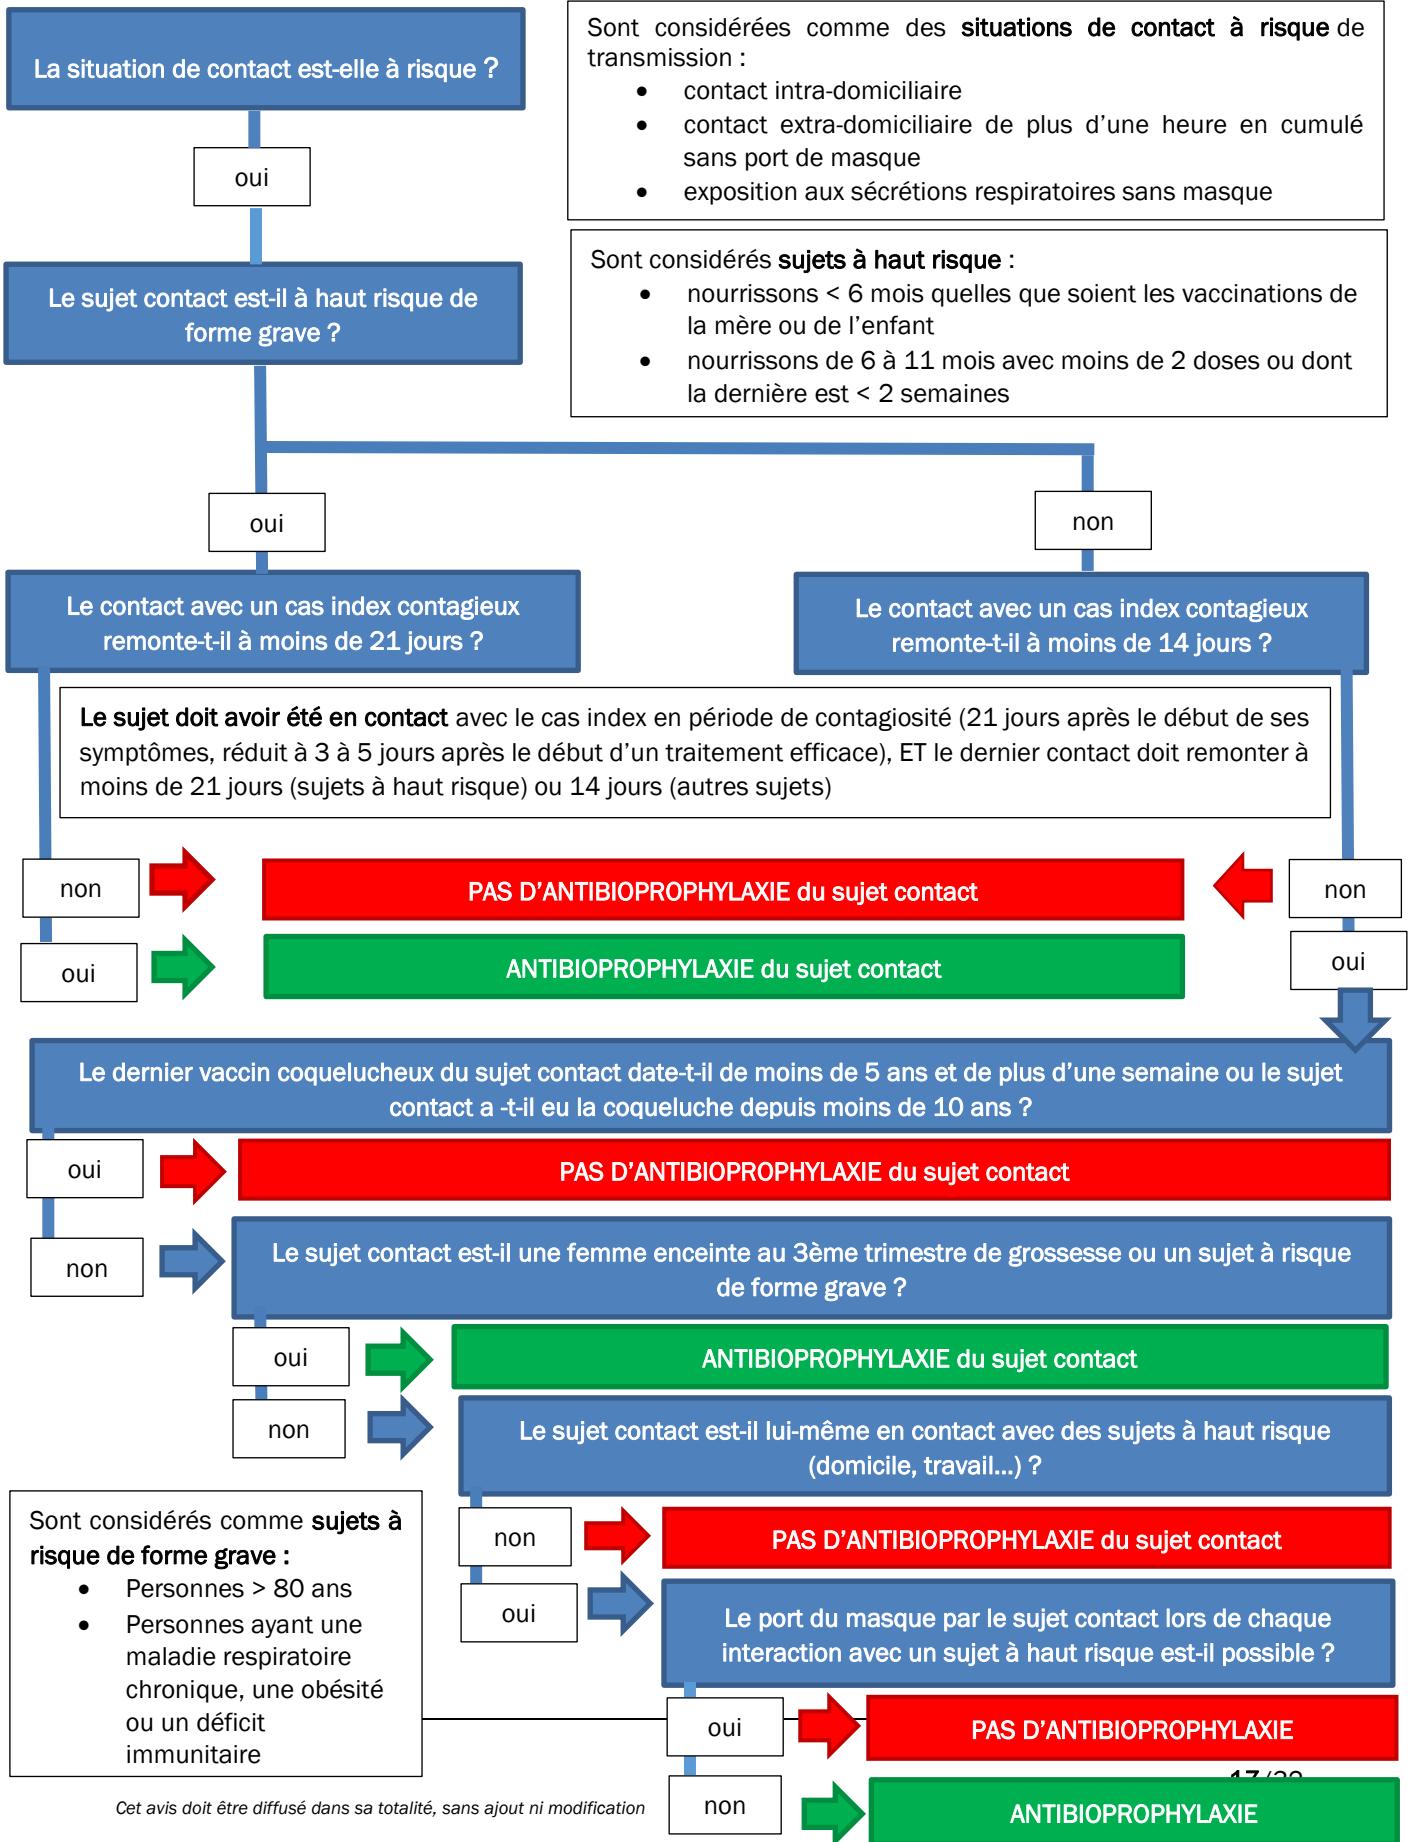 La situation de contact est-elle à risque ?
Sont considérées comme des situations de contact à risque de
transmission :
• contact intra-domiciliaire
• contact extra-domiciliaire de plus d'une heure en cumulé
sans port de masque
• exposition aux sécrétions respiratoires sans masque
oui
Sont considérés sujets à haut risque :
• nourrissons < 6 mois quelles que soient les vaccinations de
la mère ou de l'enfant
• nourrissons de 6 à 11 mois avec moins de 2 doses ou dont
la dernière est < 2 semaines
Le sujet contact est-il à haut risque de
forme grave ?
oui
non
Le contact avec un cas index contagieux
remonte-t-il à moins de 21 jours ?
Le contact avec un cas index contagieux
remonte-t-il à moins de 14 jours ?
Le sujet doit avoir été en contact avec le cas index en période de contagiosité (21 jours après le début de ses
symptômes, réduit à 3 à 5 jours après le début d'un traitement efficace), ET le dernier contact doit remonter à
moins de 21 jours (sujets à haut risque) ou 14 jours (autres sujets)
non
PAS D'ANTIBIOPROPHYLAXIE du sujet contact
non
oui
ANTIBIOPROPHYLAXIE du sujet contact
oui
Le dernier vaccin coquelucheux du sujet contact date-t-il de moins de 5 ans et de plus d'une semaine ou le sujet
contact a -t-il eu la coqueluche depuis moins de 10 ans ?
oui
PAS D'ANTIBIOPROPHYLAXIE du sujet contact
non
Le sujet contact est-il une femme enceinte au 3ème trimestre de grossesse ou un sujet à risque
de forme grave ?
oui
ANTIBIOPROPHYLAXIE du sujet contact
non
Le sujet contact est-il lui-même en contact avec des sujets à haut risque
(domicile, travail…) ?
Sont considérés comme sujets à
risque de forme grave :
• Personnes > 80 ans
• Personnes ayant une
maladie respiratoire
chronique, une obésité
ou un déficit
immunitaire
non
PAS D'ANTIBIOPROPHYLAXIE du sujet contact
oui
Le port du masque par le sujet contact lors de chaque
interaction avec un sujet à haut risque est-il possible ?
oui
PAS D'ANTIBIOPROPHYLAXIE
non
ANTIBIOPROPHYLAXIE
Cet avis doit être diffusé dans sa totalité, sans ajout ni modification